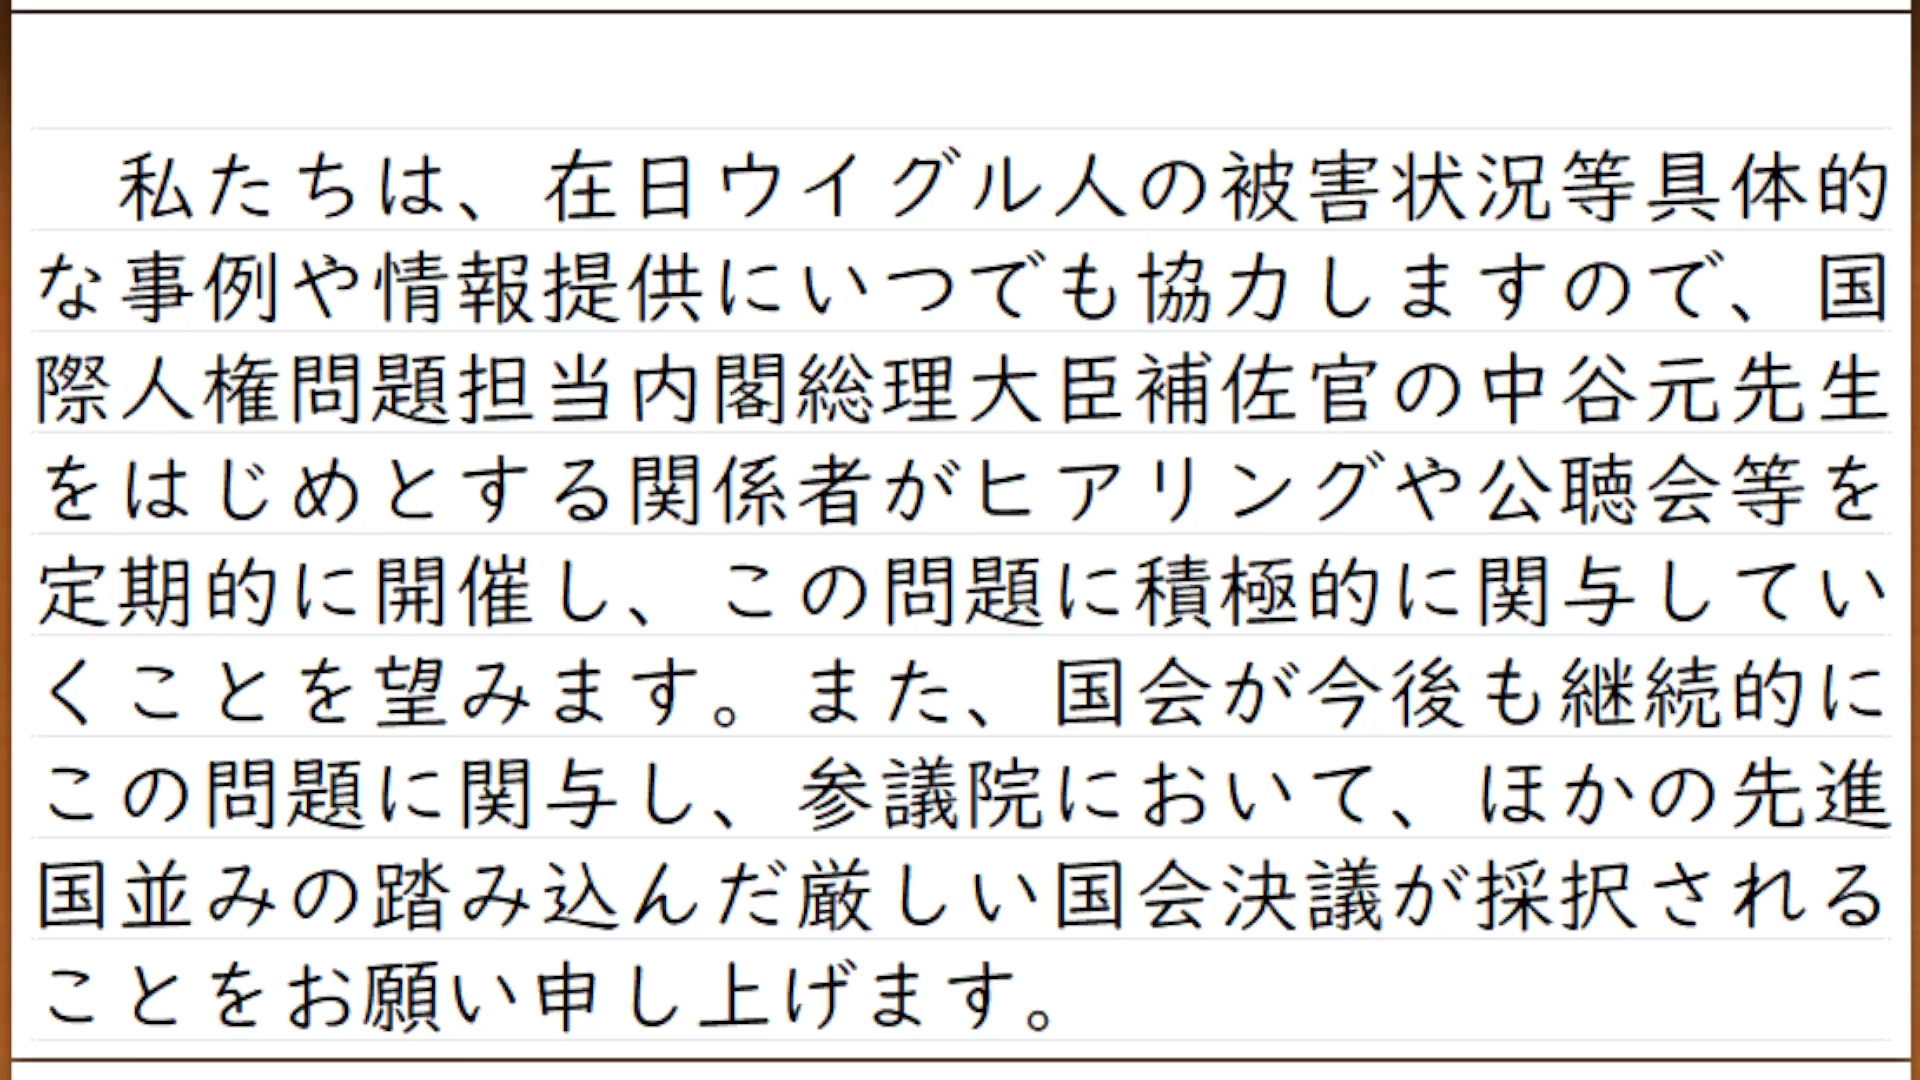 私たちは、在日ウイグル人の被害状況等具体的
な事例や情報提供にいつでも協力しますので、国
際人権問題担当内閣総理大臣補佐官の中谷元先生
をはじめとする関係者がヒアリングや公聴会等を
定期的に開催し、この問題に積極的に関与してい
くことを望みます。また、国会が今後も継続的に
この問題に関与し、参議院において、ほかの先進
国並みの踏み込んだ厳しい国会決議が採択される
ことをお願い申し上げます。